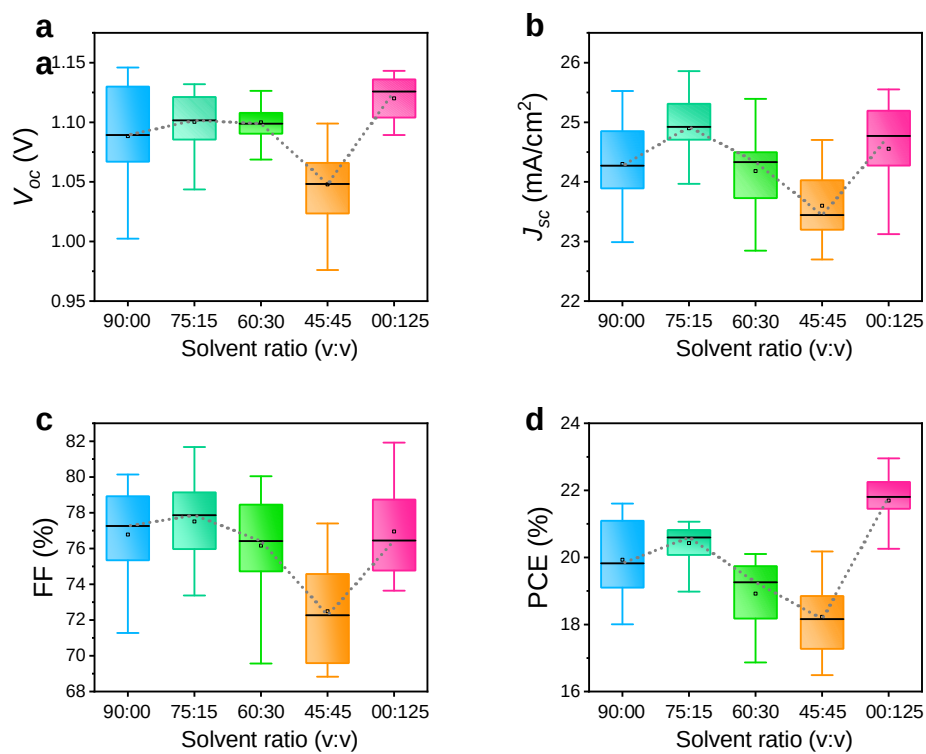 a
a
1.15
1.10
1.05
1.00
0.95
V_oc (V)
90:00 75:15 60:30 45:45 00:125
Solvent ratio (v:v)
b
26
25
24
23
22
J_sc (mA/cm²)
90:00 75:15 60:30 45:45 00:125
Solvent ratio (v:v)
c
82
80
78
76
74
72
70
68
FF (%)
90:00 75:15 60:30 45:45 00:125
Solvent ratio (v:v)
d
24
22
20
18
16
PCE (%)
90:00 75:15 60:30 45:45 00:125
Solvent ratio (v:v)